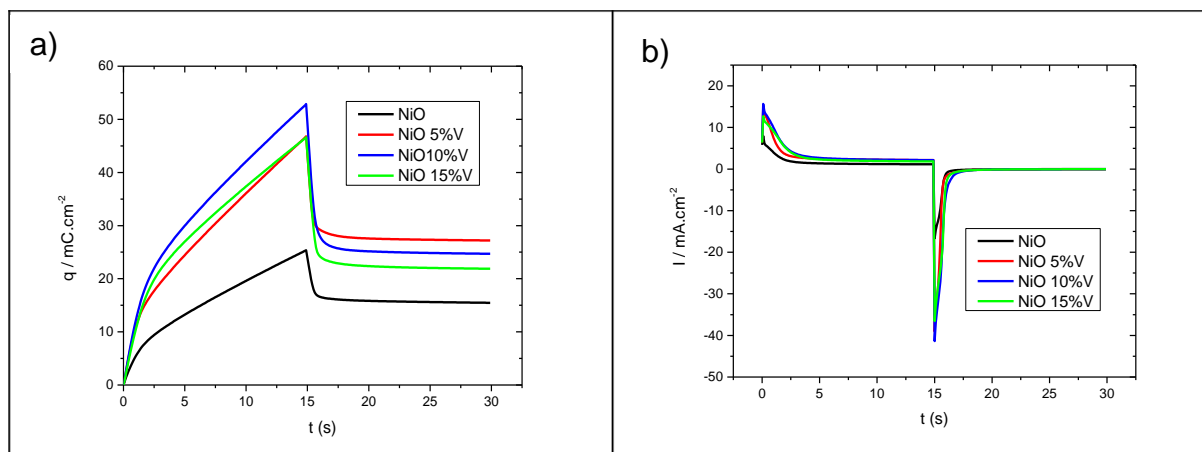 a)
60
50
40
30
20
10
0
q / mC.cm⁻²
NiO
NiO 5%V
NiO10%V
NiO 15%V
0 5 10 15 20 25 30
t (s)
b)
20
10
0
-10
-20
-30
-40
-50
I / mA.cm⁻²
NiO
NiO 5%V
NiO 10%V
NiO 15%V
0 5 10 15 20 25 30
t (s)